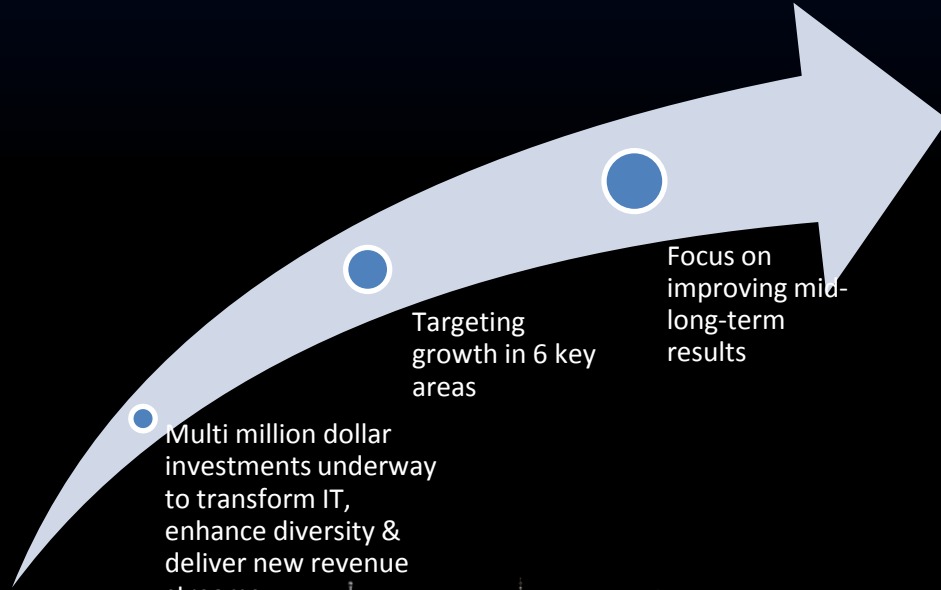 Focus on
improving mid-
long-term
results
Targeting
growth in 6 key
areas
Multi million dollar
investments underway
to transform IT,
enhance diversity &
deliver new revenue